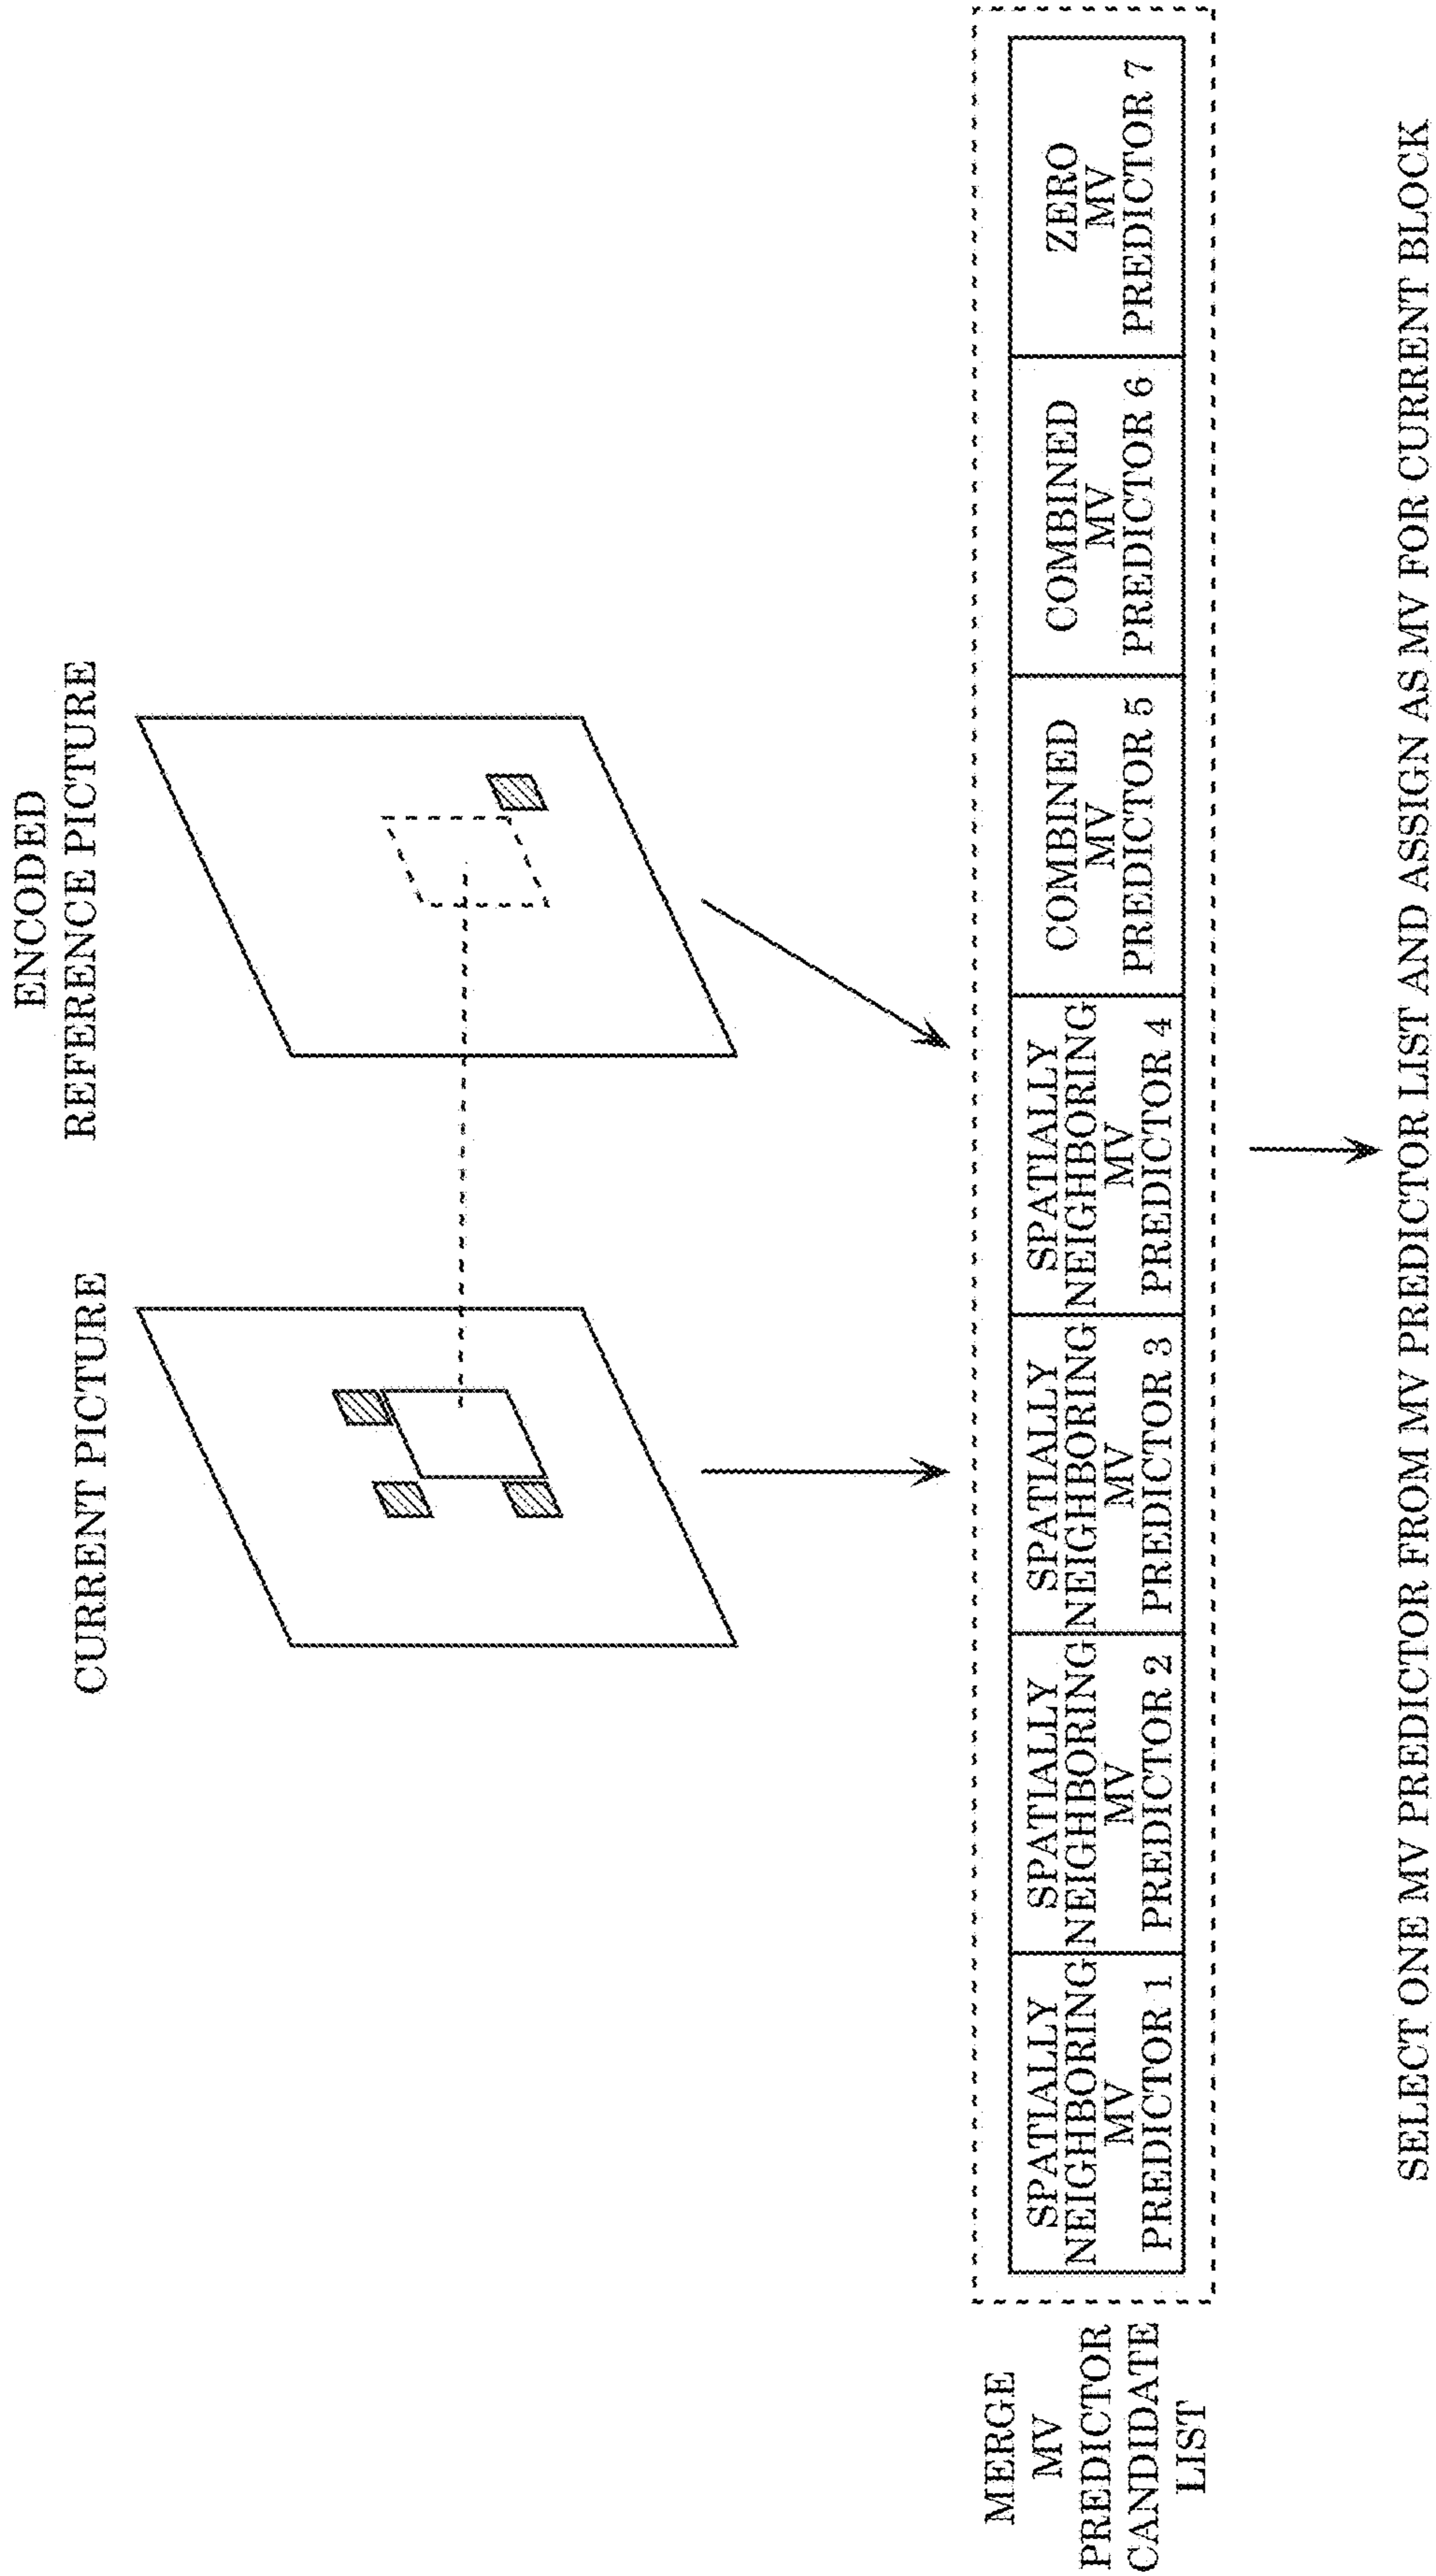 CURRENT PICTURE
ENCODED
REFERENCE PICTURE
MERGE
MV
PREDICTOR
CANDIDATE
LIST
SPATIALLY
NEIGHBORING
MV
PREDICTOR 1
SPATIALLY
NEIGHBORING
MV
PREDICTOR 2
SPATIALLY
NEIGHBORING
MV
PREDICTOR 3
SPATIALLY
NEIGHBORING
MV
PREDICTOR 4
COMBINED
MV
PREDICTOR 5
COMBINED
MV
PREDICTOR 6
ZERO
MV
PREDICTOR 7
SELECT ONE MV PREDICTOR FROM MV PREDICTOR LIST AND ASSIGN AS MV FOR CURRENT BLOCK